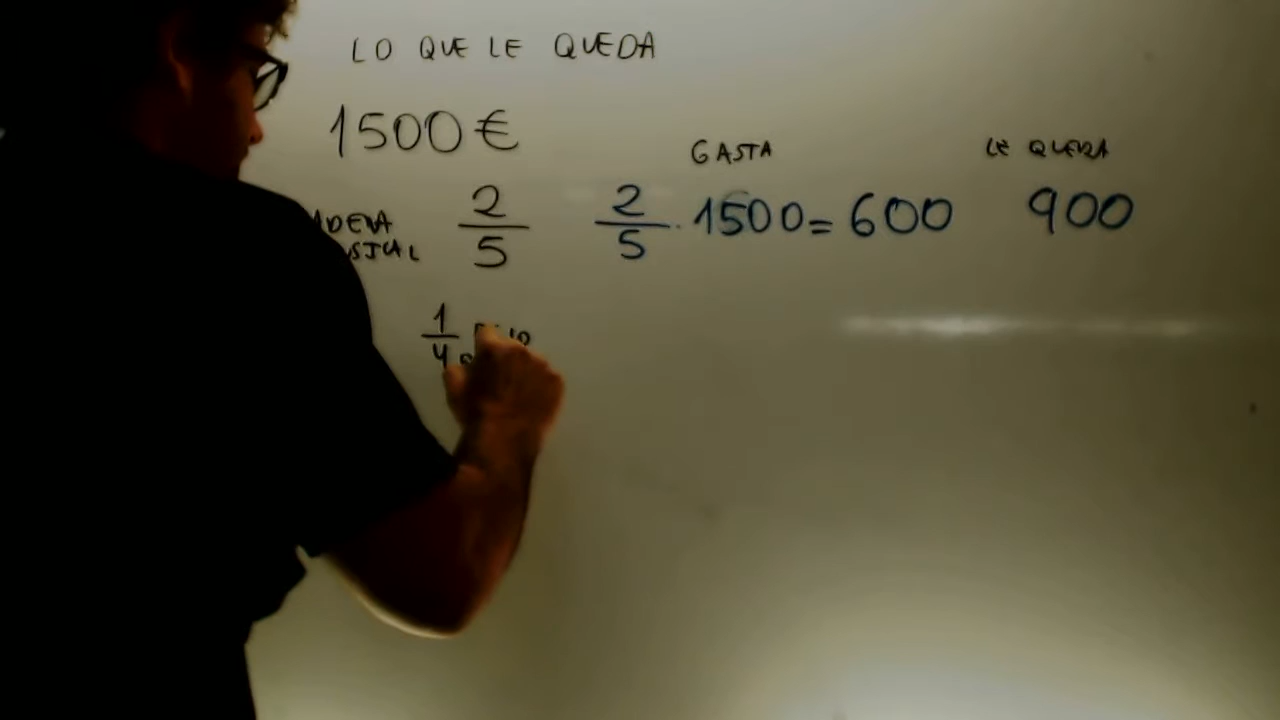 LO QUE LE QUEDA
1500 €
GASTA
LE QUEDA
2/5
2/5 · 1500 = 600
900
1/4